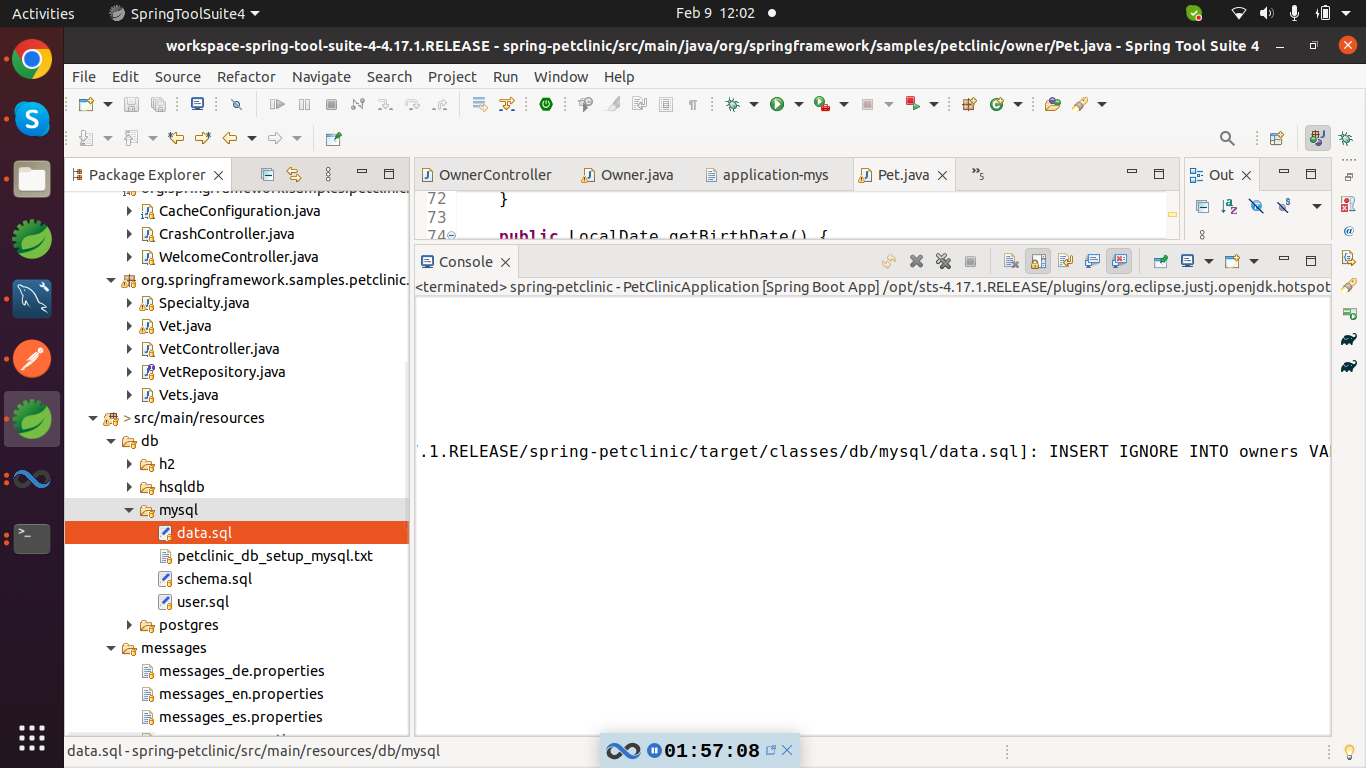 Activities
SpringToolSuite4
Feb 9 12:02
workspace-spring-tool-suite-4-4.17.1.RELEASE - spring-petclinic/src/main/java/org/springframework/samples/petclinic/owner/Pet.java - Spring Tool Suite 4
File Edit Source Refactor Navigate Search Project Run Window Help
Package Explorer
OwnerController
Owner.java
application-mys
Pet.java
»5
Out
72 }
73
74 public LocalDate getBirthDate() {
CacheConfiguration.java
CrashController.java
WelcomeController.java
org.springframework.samples.petclinic.
Specialty.java
Vet.java
VetController.java
VetRepository.java
Vets.java
> src/main/resources
db
h2
hsqldb
mysql
data.sql
petclinic_db_setup_mysql.txt
schema.sql
user.sql
postgres
messages
messages_de.properties
messages_en.properties
messages_es.properties
Console
<terminated> spring-petclinic - PetClinicApplication [Spring Boot App] /opt/sts-4.17.1.RELEASE/plugins/org.eclipse.justj.openjdk.hotspot
.1.RELEASE/spring-petclinic/target/classes/db/mysql/data.sql]: INSERT IGNORE INTO owners
data.sql - spring-petclinic/src/main/resources/db/mysql
01:57:08